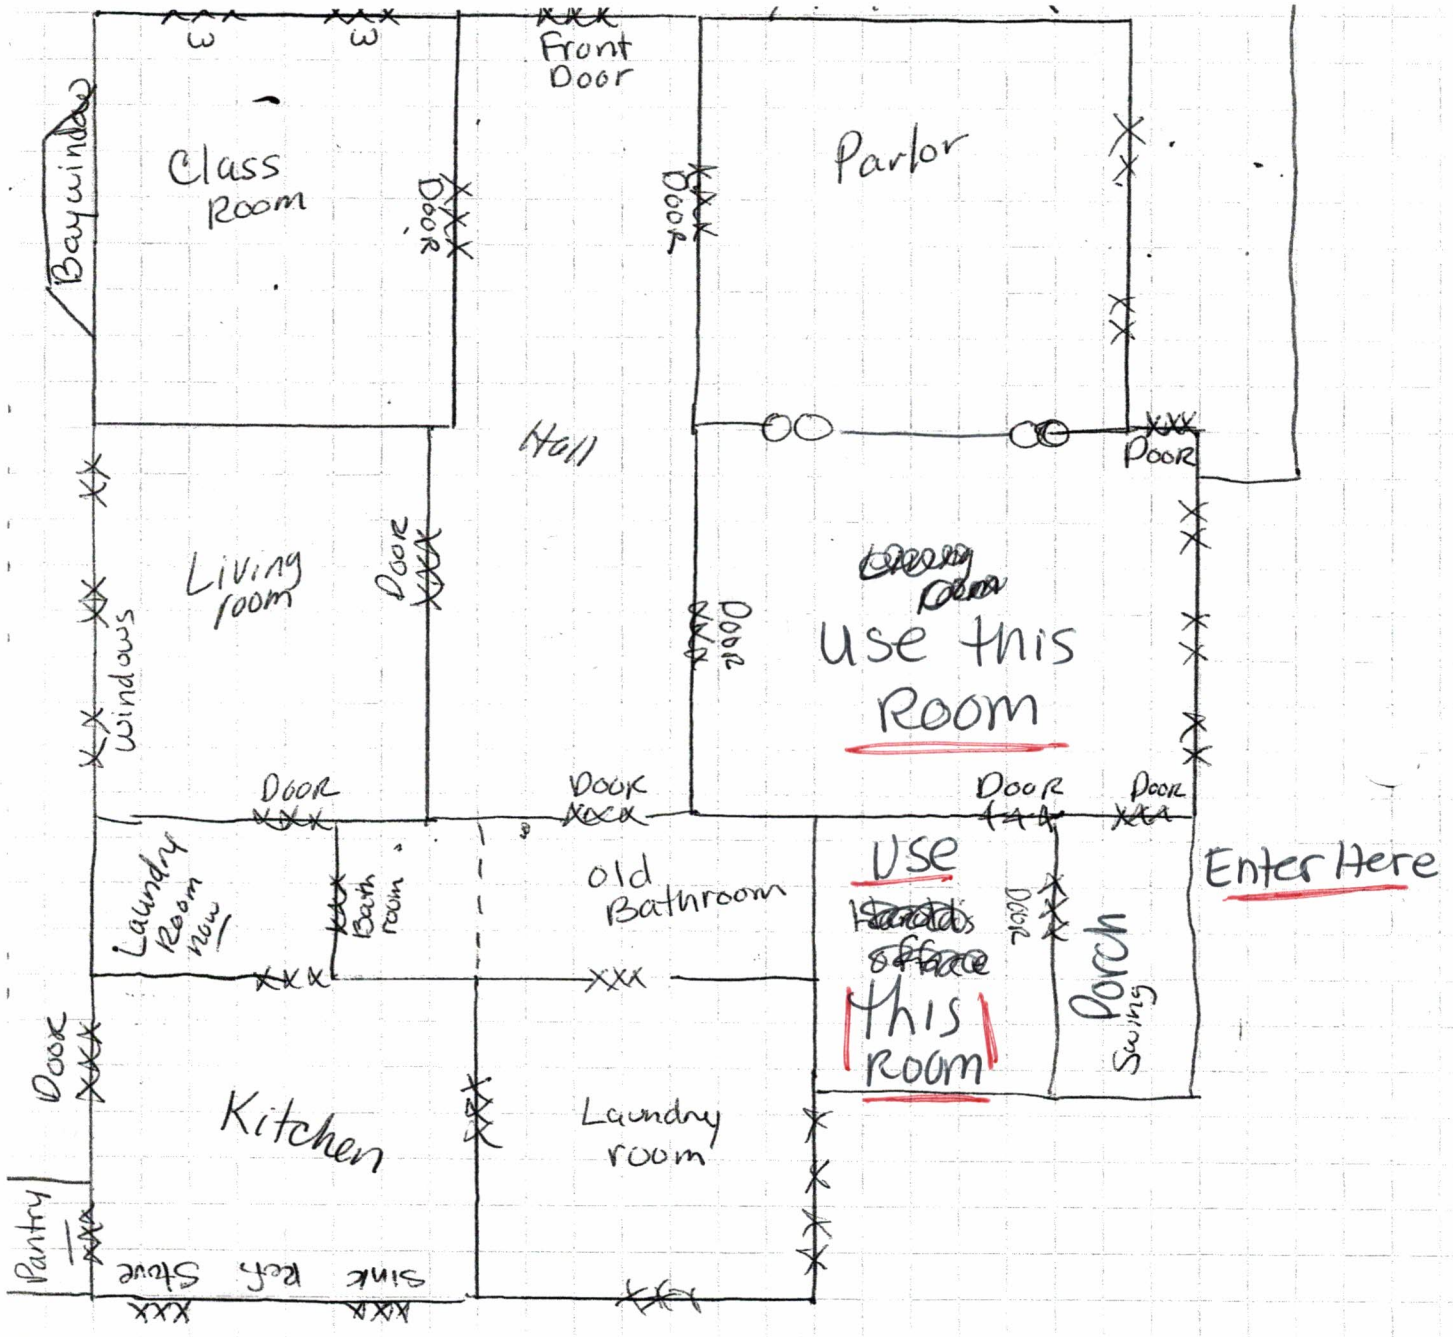 w
w
Front
Door
Baywindow
Class
Room
Door
Door
Parlor
Hall
Door
Living
room
Door
Door
Windows
Use this
Room
Door
Door
Door
Door
Laundry
Room
now
Bath
room
Old
Bathroom
Use
Harold's
office
This
Room
Door
Porch
Swing
Enter Here
Door
Kitchen
Laundry
room
Pantry
Stove
Ref.
Sink